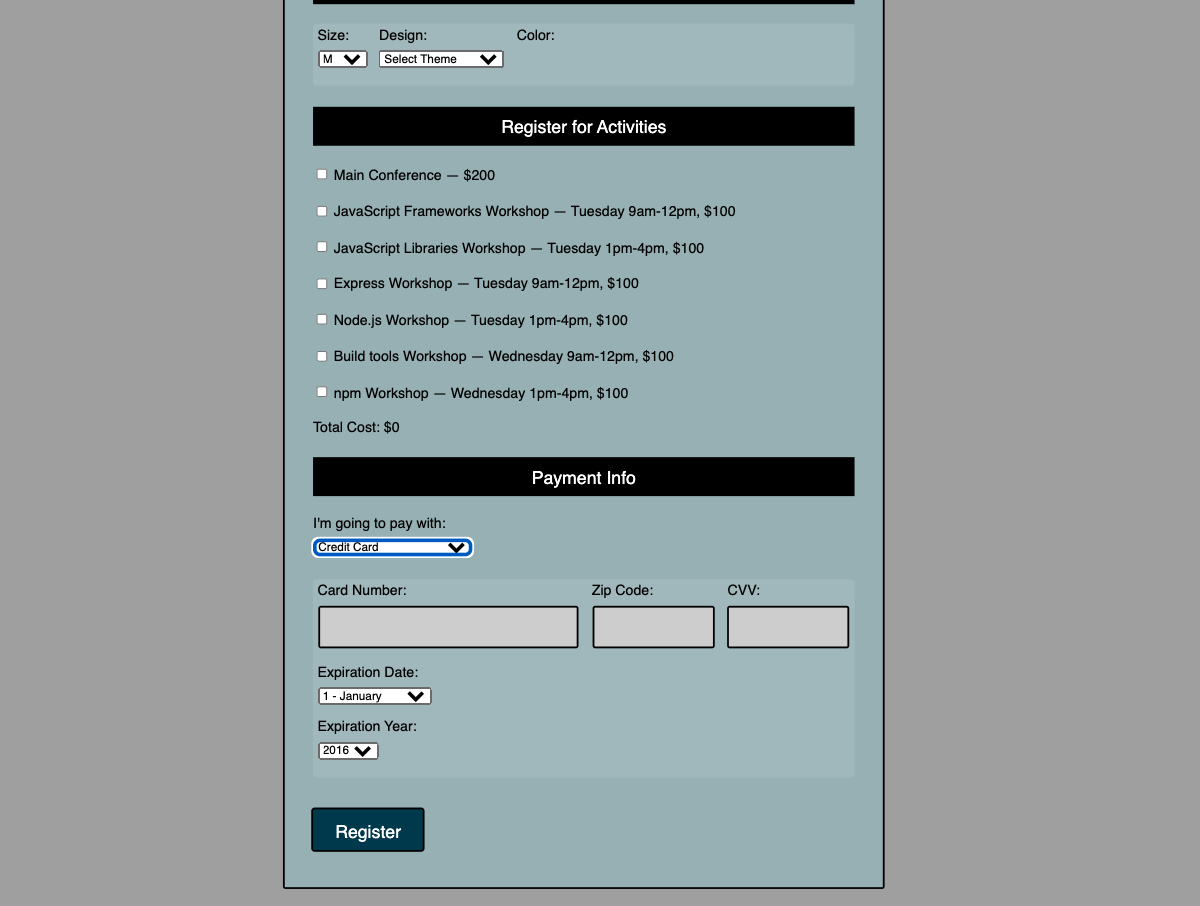 Size: Design: Color:
M Select Theme
Register for Activities
Main Conference — $200
JavaScript Frameworks Workshop — Tuesday 9am-12pm, $100
JavaScript Libraries Workshop — Tuesday 1pm-4pm, $100
Express Workshop — Tuesday 9am-12pm, $100
Node.js Workshop — Tuesday 1pm-4pm, $100
Build tools Workshop — Wednesday 9am-12pm, $100
npm Workshop — Wednesday 1pm-4pm, $100
Total Cost: $0
Payment Info
I'm going to pay with:
Credit Card
Card Number: Zip Code: CVV:
Expiration Date:
1 - January
Expiration Year:
2016
Register